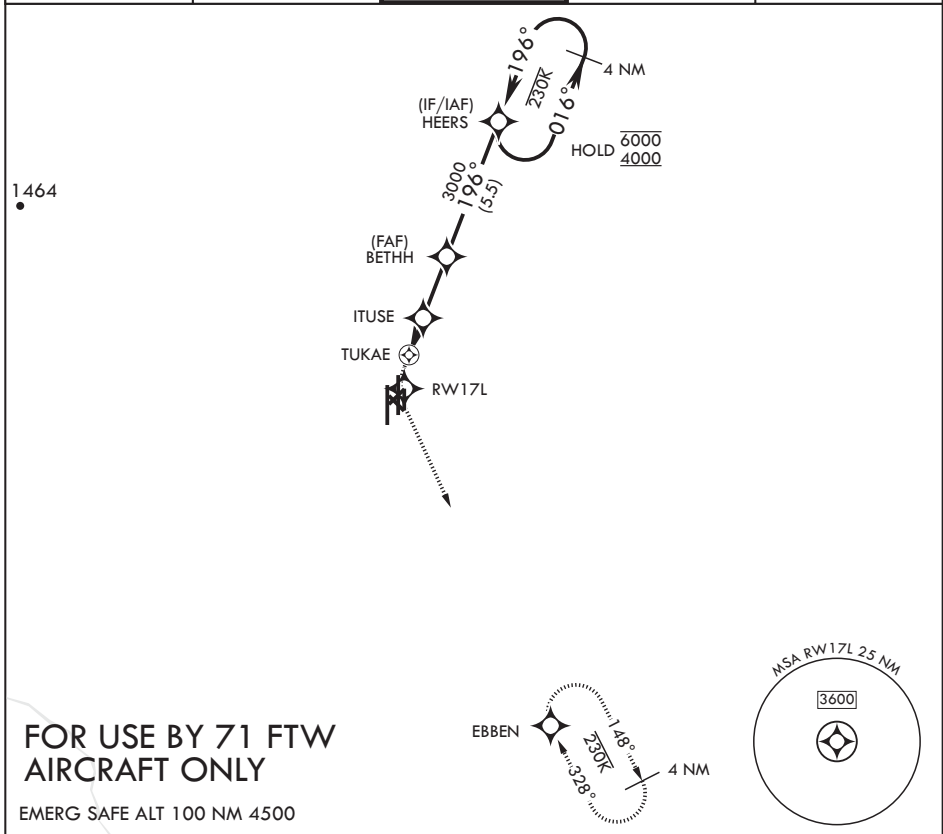 196°
4 NM
230K
(IF/IAF)
HEERS
016°
HOLD 6000
4000
3000
196°
(5.5)
1464
(FAF)
BETHH
ITUSE
TUKAE
RW17L
MSA RW17L 25 NM
3600
EBBEN
148°
230K
328°
4 NM
FOR USE BY 71 FTW
AIRCRAFT ONLY
EMERG SAFE ALT 100 NM 4500